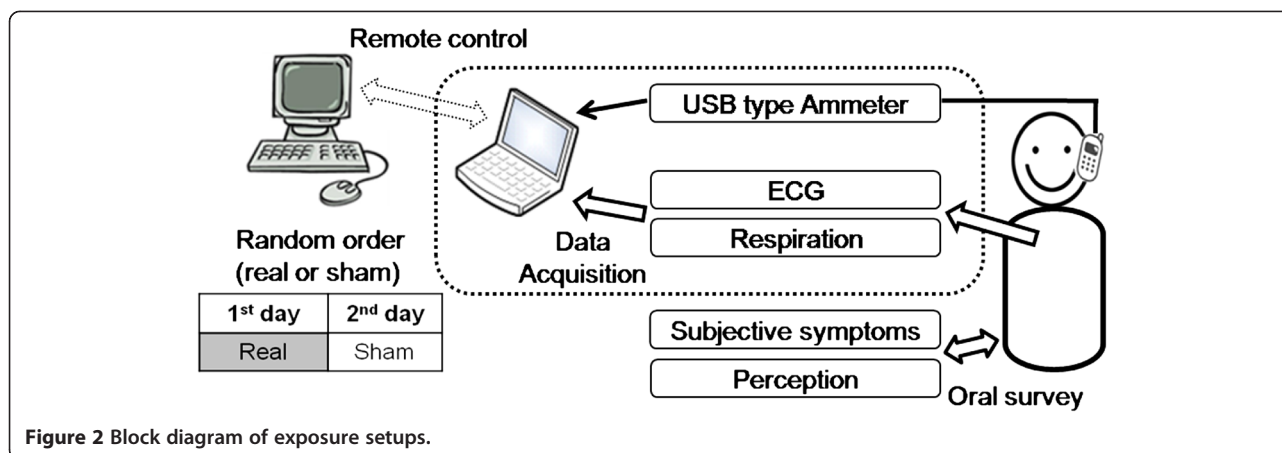 Remote control
USB type Ammeter
ECG
Respiration
Data
Acquisition
Random order
(real or sham)
1st day 2nd day
Real Sham
Subjective symptoms
Perception
Oral survey
Figure 2 Block diagram of exposure setups.